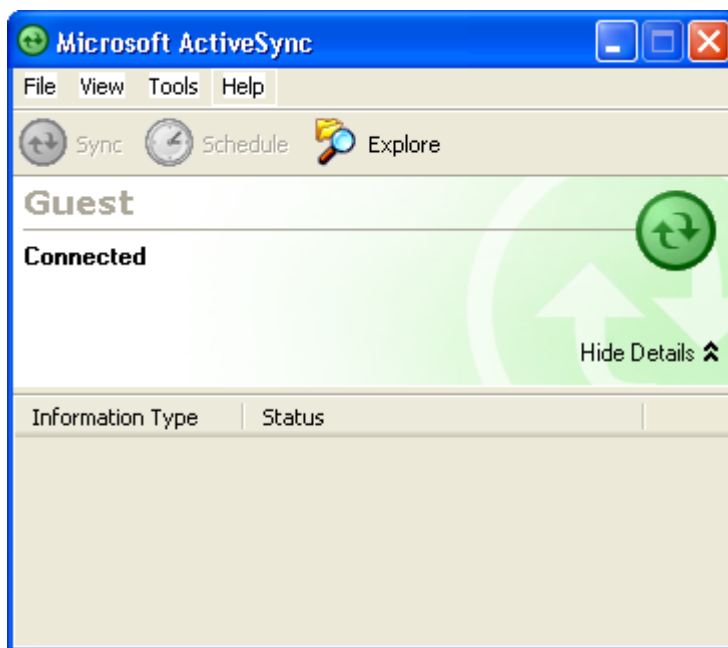 Microsoft ActiveSync
File View Tools Help
Sync Schedule Explore
Guest
Connected
Hide Details
Information Type Status